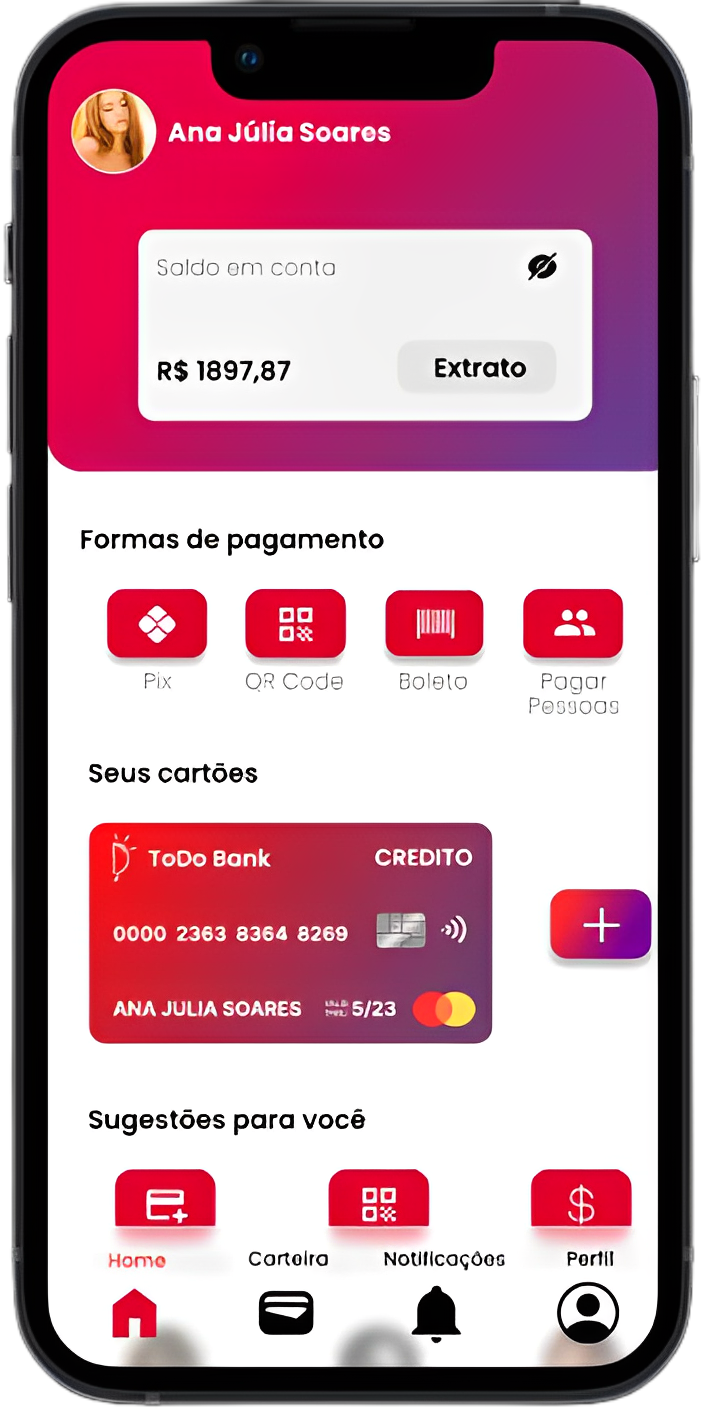 Ana Júlia Soares
Saldo em conta
R$ 1897,87
Extrato
Formas de pagamento
Pix
QR Code
Boleto
Pagar
Pessoas
Seus cartões
ToDo Bank
CREDITO
0000 2363 8364 8269
ANA JULIA SOARES
5/23
Sugestões para você
Home
Carteira
Notificações
Perfil